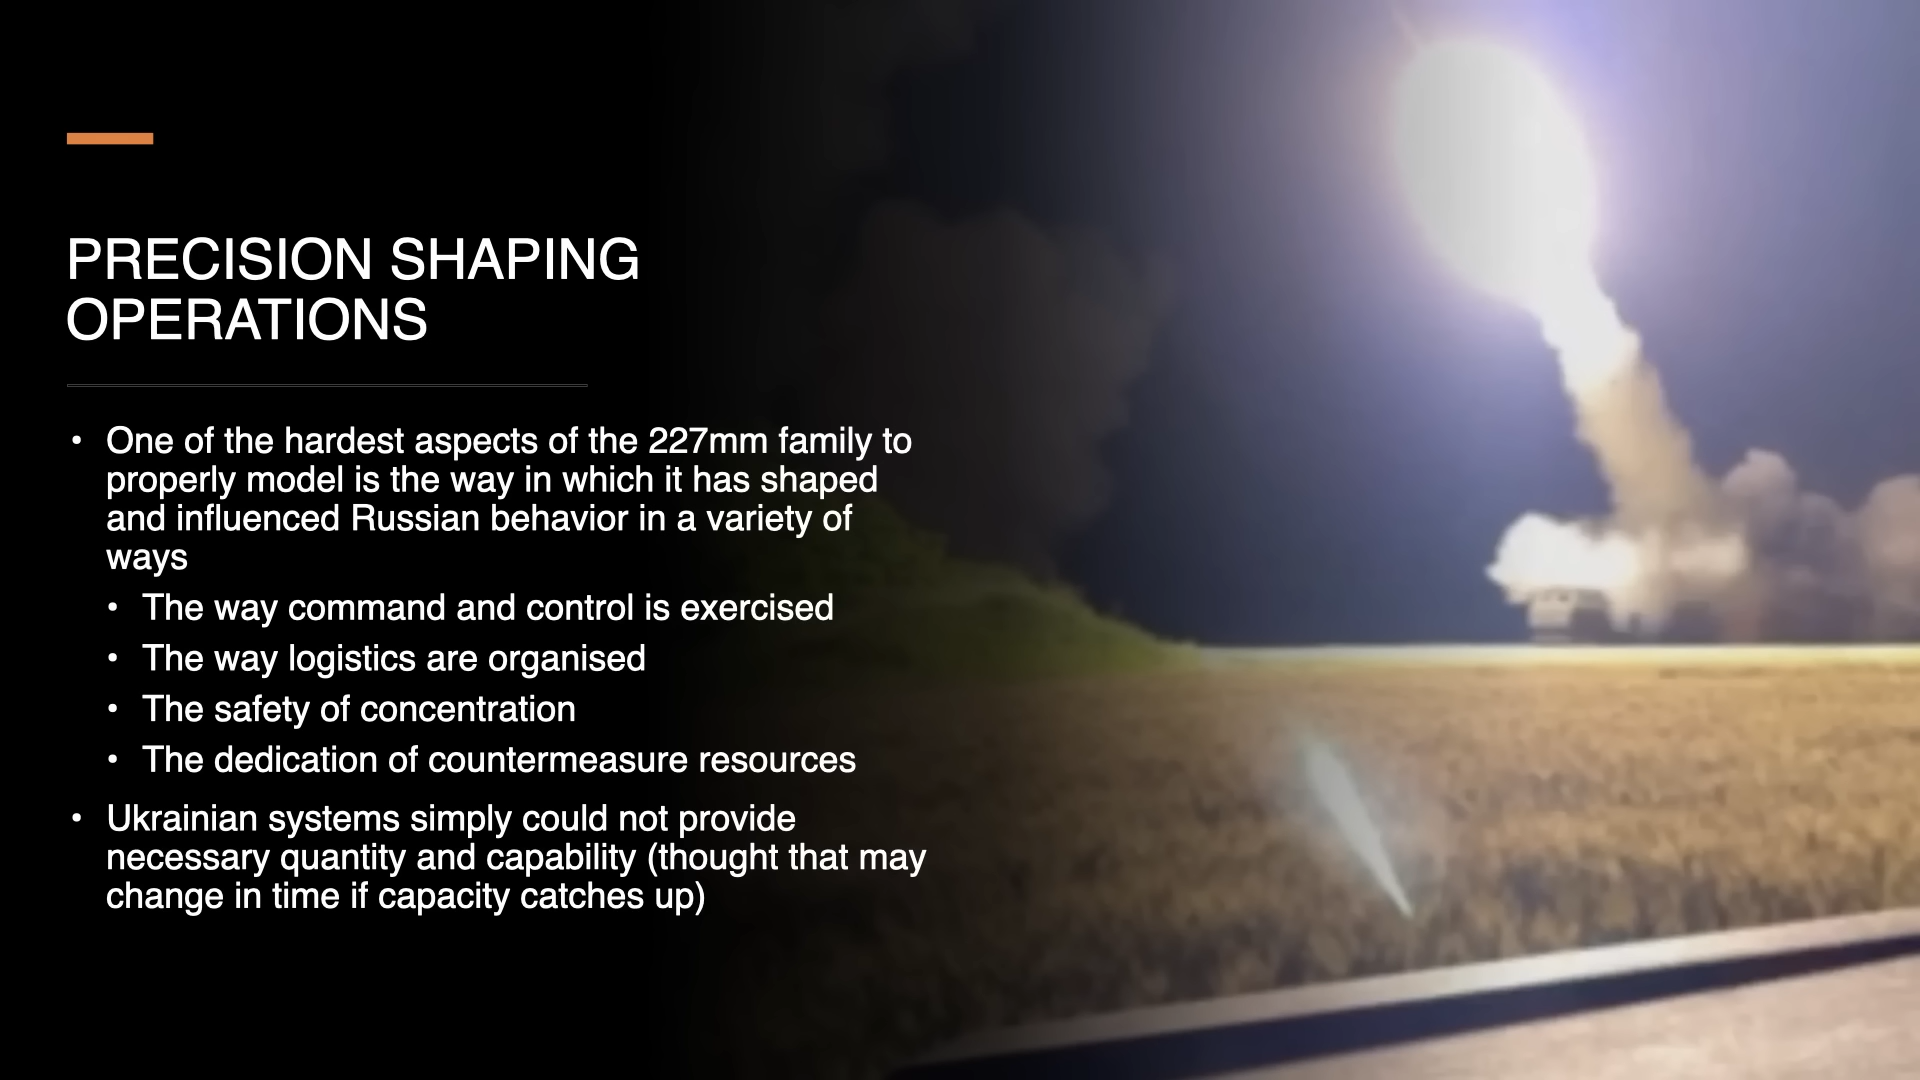 PRECISION SHAPING
OPERATIONS
• One of the hardest aspects of the 227mm family to
properly model is the way in which it has shaped
and influenced Russian behavior in a variety of
ways
• The way command and control is exercised
• The way logistics are organised
• The safety of concentration
• The dedication of countermeasure resources
• Ukrainian systems simply could not provide
necessary quantity and capability (thought that may
change in time if capacity catches up)